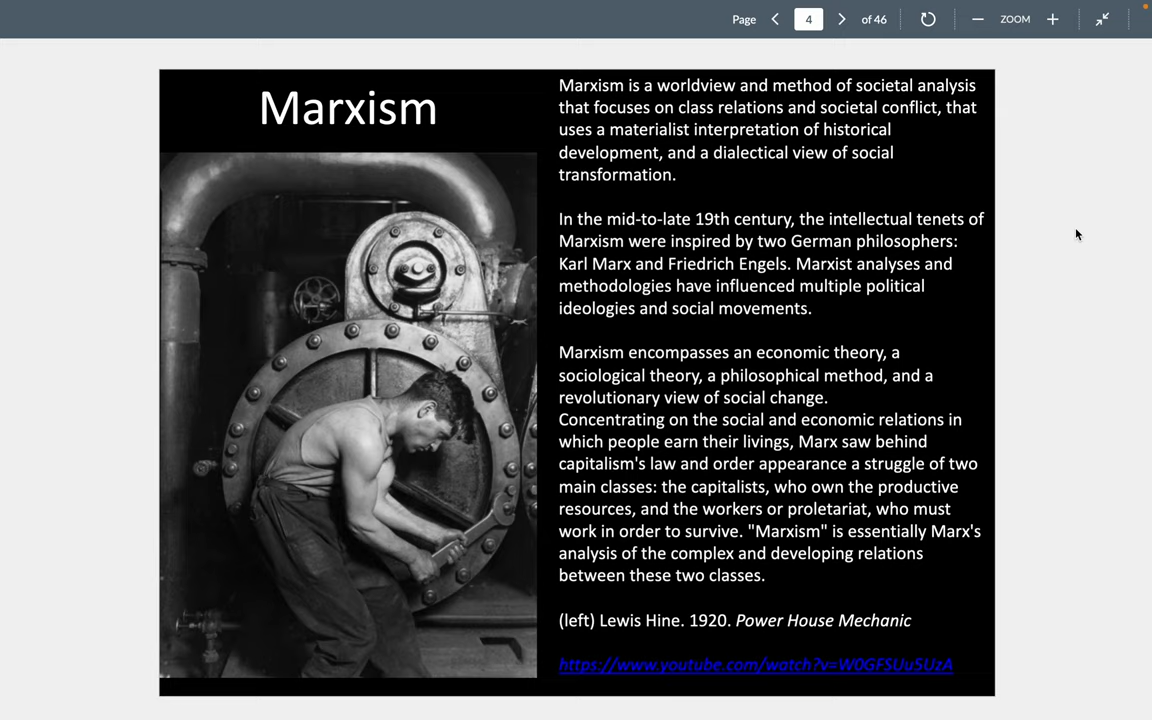 Page 4 of 46 ZOOM
Marxism
Marxism is a worldview and method of societal analysis
that focuses on class relations and societal conflict, that
uses a materialist interpretation of historical
development, and a dialectical view of social
transformation.
In the mid-to-late 19th century, the intellectual tenets of
Marxism were inspired by two German philosophers:
Karl Marx and Friedrich Engels. Marxist analyses and
methodologies have influenced multiple political
ideologies and social movements.
Marxism encompasses an economic theory, a
sociological theory, a philosophical method, and a
revolutionary view of social change.
Concentrating on the social and economic relations in
which people earn their livings, Marx saw behind
capitalism's law and order appearance a struggle of two
main classes: the capitalists, who own the productive
resources, and the workers or proletariat, who must
work in order to survive. "Marxism" is essentially Marx's
analysis of the complex and developing relations
between these two classes.
(left) Lewis Hine. 1920. Power House Mechanic
https://www.youtube.com/watch?v=W0GFSUu5UzA